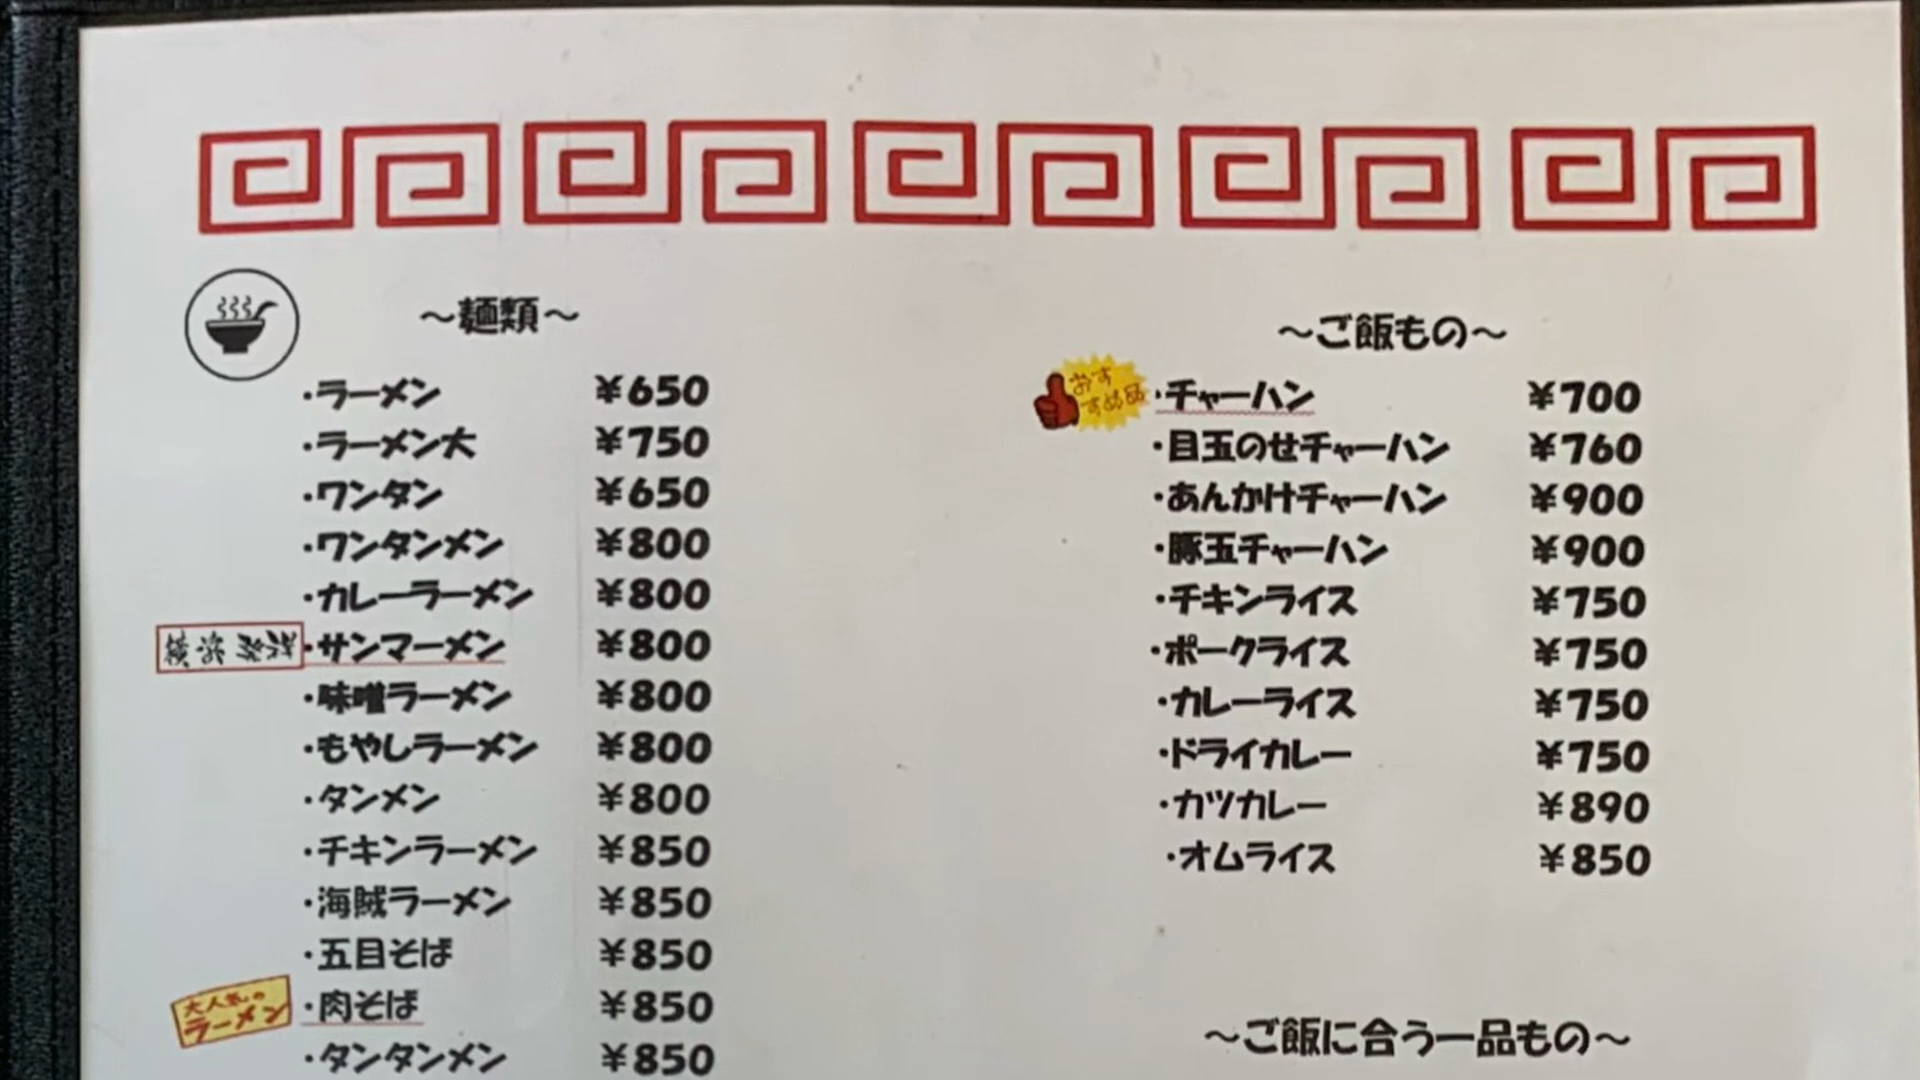 ～麺類～
・ラーメン ￥650
・ラーメン大 ￥750
・ワンタン ￥650
・ワンタンメン ￥800
・カレーラーメン ￥800
横浜発祥 ・サンマーメン ￥800
・味噌ラーメン ￥800
・もやしラーメン ￥800
・タンメン ￥800
・チキンラーメン ￥850
・海賊ラーメン ￥850
・五目そば ￥850
大人気の
ラーメン
・肉そば ￥850
・タンタンメン ￥850
～ご飯もの～
おす
すめ品
・チャーハン ￥700
・目玉のせチャーハン ￥760
・あんかけチャーハン ￥900
・豚玉チャーハン ￥900
・チキンライス ￥750
・ポークライス ￥750
・カレーライス ￥750
・ドライカレー ￥750
・カツカレー ￥890
・オムライス ￥850
～ご飯に合う一品もの～